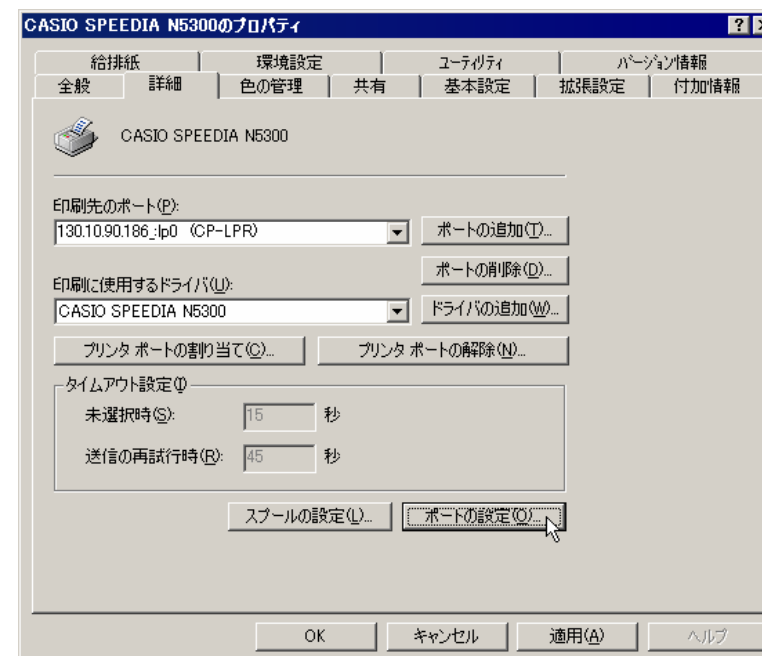 CASIO SPEEDIA N5300のプロパティ
給排紙 環境設定 ユーティリティ バージョン情報
全般 詳細 色の管理 共有 基本設定 拡張設定 付加情報
CASIO SPEEDIA N5300
印刷先のポート(P):
130.10.90.186_:lp0 (CP-LPR) ポートの追加(T)...
ポートの削除(D)...
印刷に使用するドライバ(U):
CASIO SPEEDIA N5300 ドライバの追加(W)...
プリンタ ポートの割り当て(C)... プリンタ ポートの解除(N)...
タイムアウト設定(I)
未選択時(S): 15 秒
送信の再試行時(R): 45 秒
スプールの設定(L)... ポートの設定(O)...
OK キャンセル 適用(A) ヘルプ